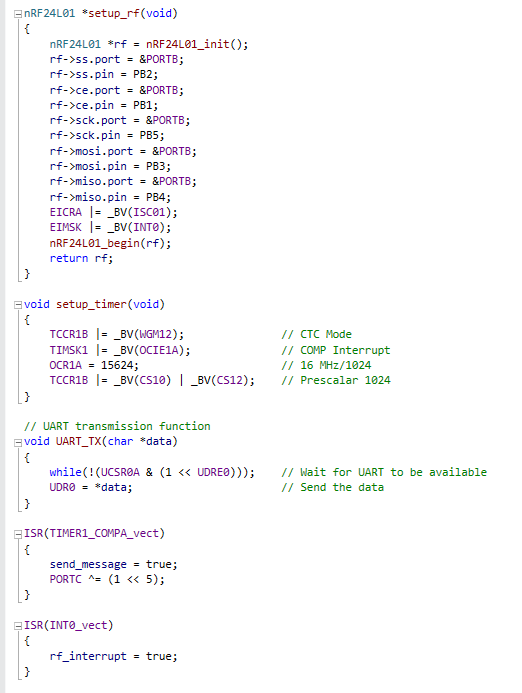 nRF24L01 *setup_rf(void)
{
nRF24L01 *rf = nRF24L01_init();
rf->ss.port = &PORTB;
rf->ss.pin = PB2;
rf->ce.port = &PORTB;
rf->ce.pin = PB1;
rf->sck.port = &PORTB;
rf->sck.pin = PB5;
rf->mosi.port = &PORTB;
rf->mosi.pin = PB3;
rf->miso.port = &PORTB;
rf->miso.pin = PB4;
EICRA |= _BV(ISC01);
EIMSK |= _BV(INT0);
nRF24L01_begin(rf);
return rf;
}
void setup_timer(void)
{
TCCR1B |= _BV(WGM12); // CTC Mode
TIMSK1 |= _BV(OCIE1A); // COMP Interrupt
OCR1A = 15624; // 16 MHz/1024
TCCR1B |= _BV(CS10) | _BV(CS12); // Prescalar 1024
}
// UART transmission function
void UART_TX(char *data)
{
while(!(UCSR0A & (1 << UDRE0))); // Wait for UART to be available
UDR0 = *data; // Send the data
}
ISR(TIMER1_COMPA_vect)
{
send_message = true;
PORTC ^= (1 << 5);
}
ISR(INT0_vect)
{
rf_interrupt = true;
}